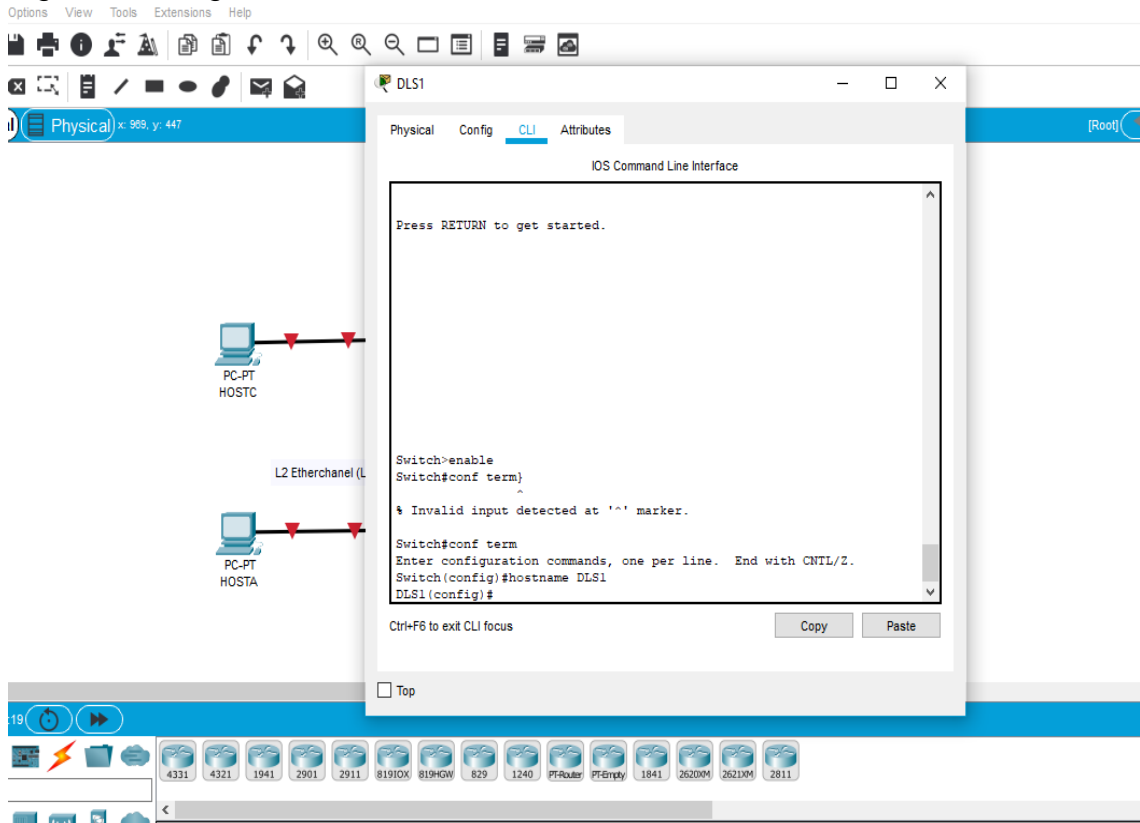 Options View Tools Extensions Help
Physical x: 969, y: 447
[Root]
DLS1
Physical Config CLI Attributes
IOS Command Line Interface
Press RETURN to get started.
Switch>enable
Switch#conf term}
^
% Invalid input detected at '^' marker.
Switch#conf term
Enter configuration commands, one per line. End with CNTL/Z.
Switch(config)#hostname DLS1
DLS1(config)#
Ctrl+F6 to exit CLI focus
Copy Paste
Top
PC-PT
HOSTC
L2 Etherchanel (L
PC-PT
HOSTA
:19
4331 4321 1941 2901 2911 819IOX 819HGW 829 1240 PT-Router PT-Empty 1841 2620XM 2621XM 2811